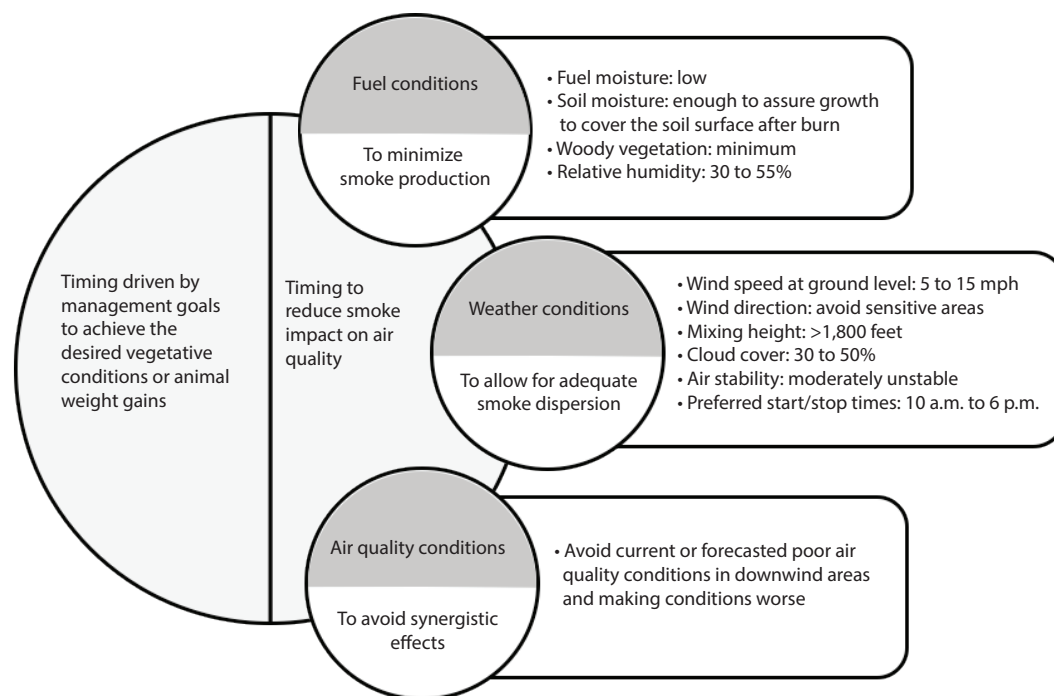 Timing driven by
management goals
to achieve the
desired vegetative
conditions or animal
weight gains
Timing to
reduce smoke
impact on air
quality
Fuel conditions
To minimize
smoke production
• Fuel moisture: low
• Soil moisture: enough to assure growth
to cover the soil surface after burn
• Woody vegetation: minimum
• Relative humidity: 30 to 55%
Weather conditions
To allow for adequate
smoke dispersion
• Wind speed at ground level: 5 to 15 mph
• Wind direction: avoid sensitive areas
• Mixing height: >1,800 feet
• Cloud cover: 30 to 50%
• Air stability: moderately unstable
• Preferred start/stop times: 10 a.m. to 6 p.m.
Air quality conditions
To avoid synergistic
effects
• Avoid current or forecasted poor air
quality conditions in downwind areas
and making conditions worse